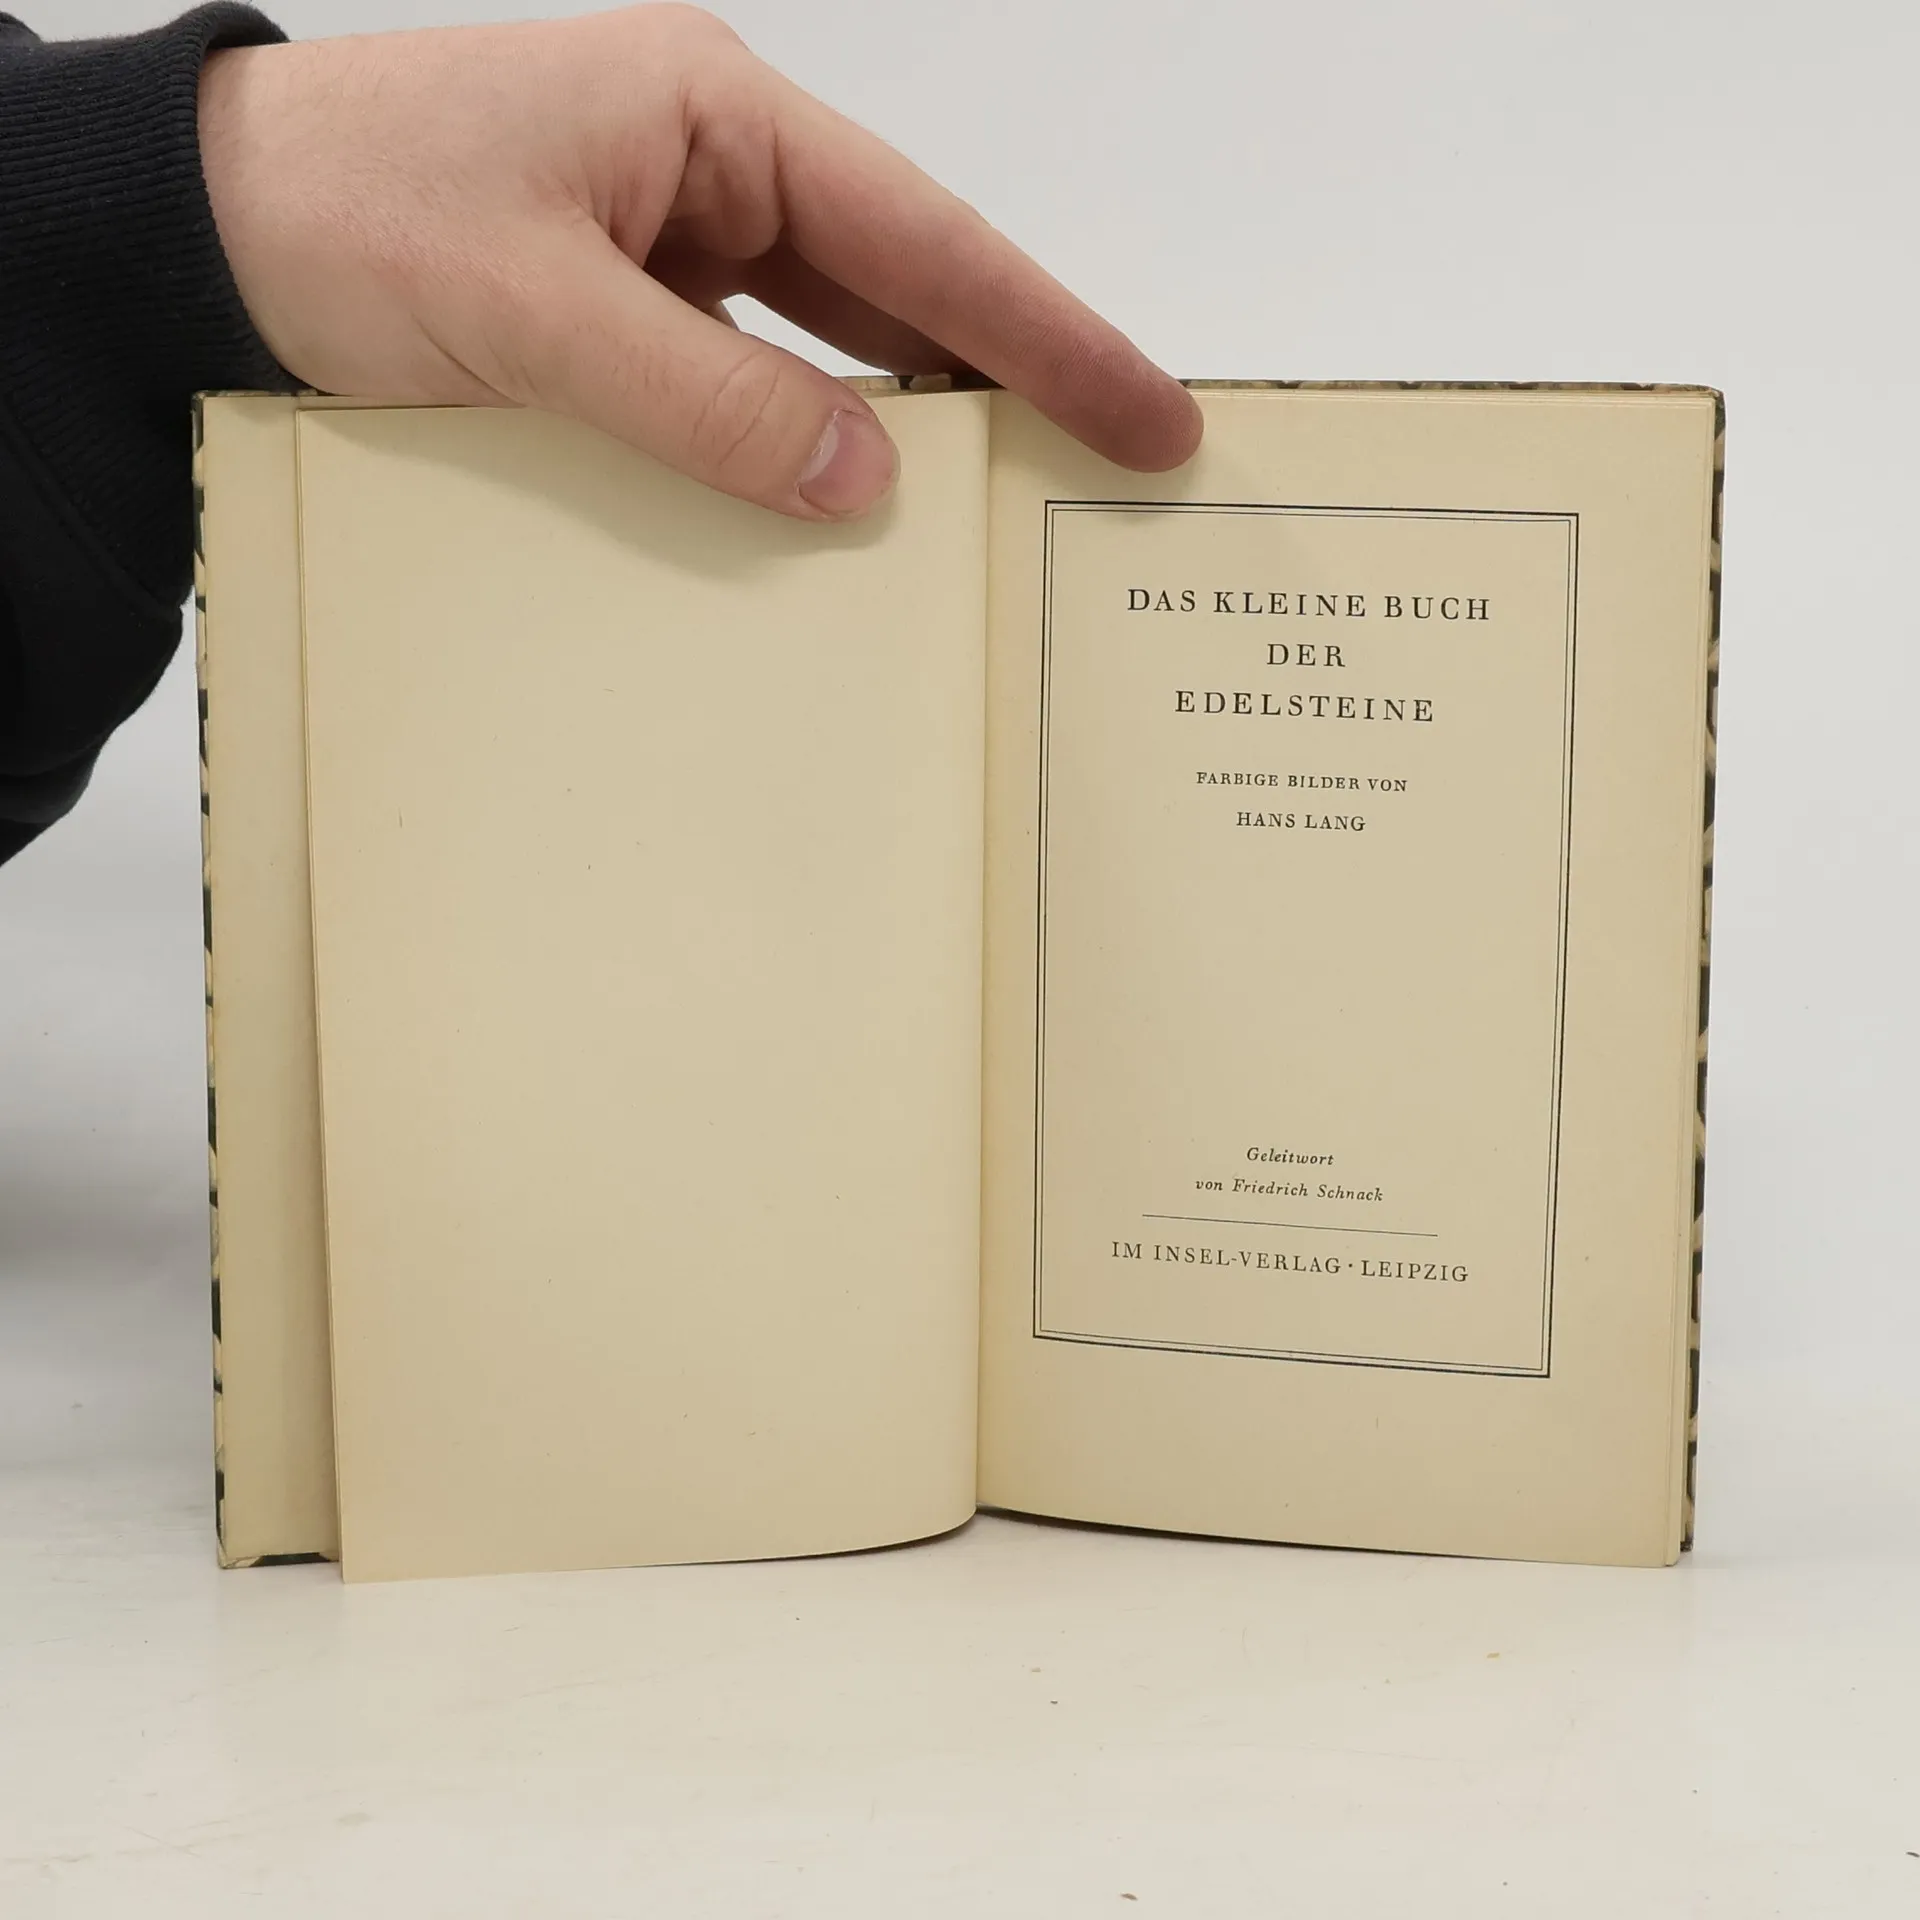 DAS KLEINE BUCH
DER
EDELSTEINE
FARBIGE BILDER VON
HANS LANG
Geleitwort
von Friedrich Schnack
IM INSEL-VERLAG · LEIPZIG